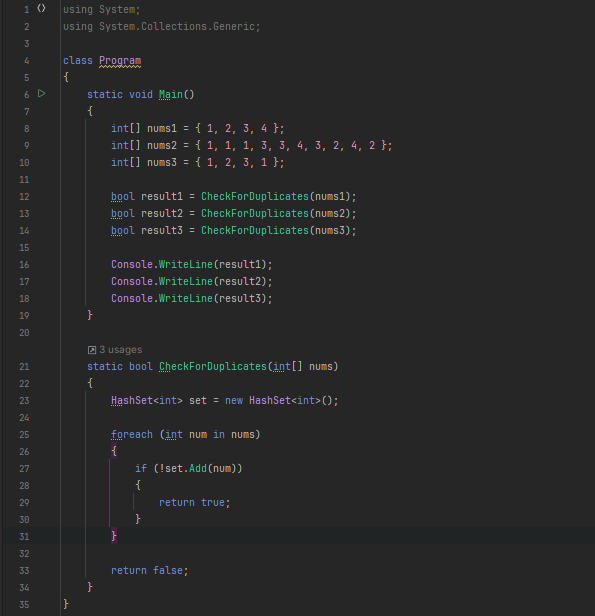 1 using System;
2 using System.Collections.Generic;
3
4 class Program
5 {
6 static void Main()
7 {
8 int[] nums1 = { 1, 2, 3, 4 };
9 int[] nums2 = { 1, 1, 1, 3, 3, 4, 3, 2, 4, 2 };
10 int[] nums3 = { 1, 2, 3, 1 };
11
12 bool result1 = CheckForDuplicates(nums1);
13 bool result2 = CheckForDuplicates(nums2);
14 bool result3 = CheckForDuplicates(nums3);
15
16 Console.WriteLine(result1);
17 Console.WriteLine(result2);
18 Console.WriteLine(result3);
19 }
20
3 usages
21 static bool CheckForDuplicates(int[] nums)
22 {
23 HashSet<int> set = new HashSet<int>();
24
25 foreach (int num in nums)
26 {
27 if (!set.Add(num))
28 {
29 return true;
30 }
31 }
32
33 return false;
34 }
35 }